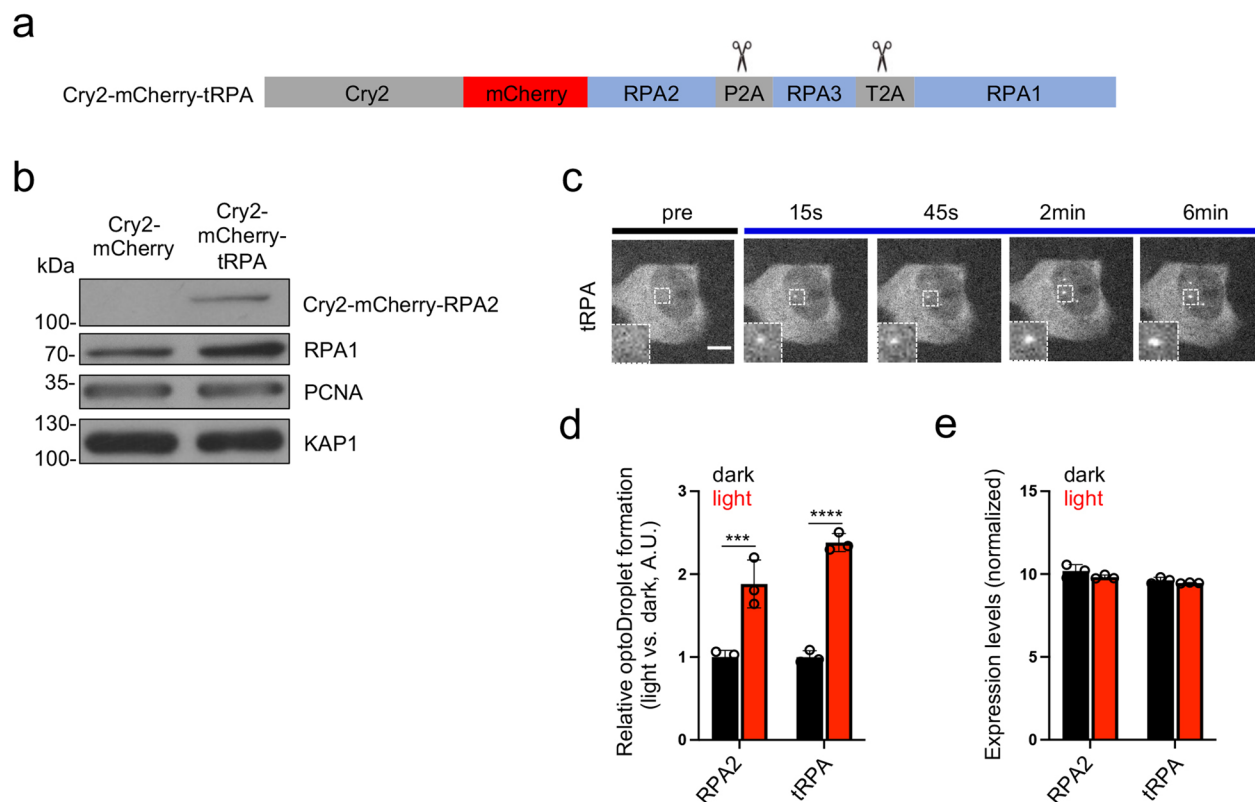 a
Cry2-mCherry-tRPA
Cry2
mCherry
RPA2
P2A
RPA3
T2A
RPA1
b
kDa
Cry2-
mCherry
Cry2-
mCherry-
tRPA
100-
Cry2-mCherry-RPA2
70-
RPA1
35-
PCNA
130-
100-
KAP1
c
pre
15s
45s
2min
6min
tRPA
d
Relative optoDroplet formation
(light vs. dark, A.U.)
dark
light
3
2
1
0
***
****
RPA2
tRPA
e
Expression levels (normalized)
dark
light
15
10
5
0
RPA2
tRPA